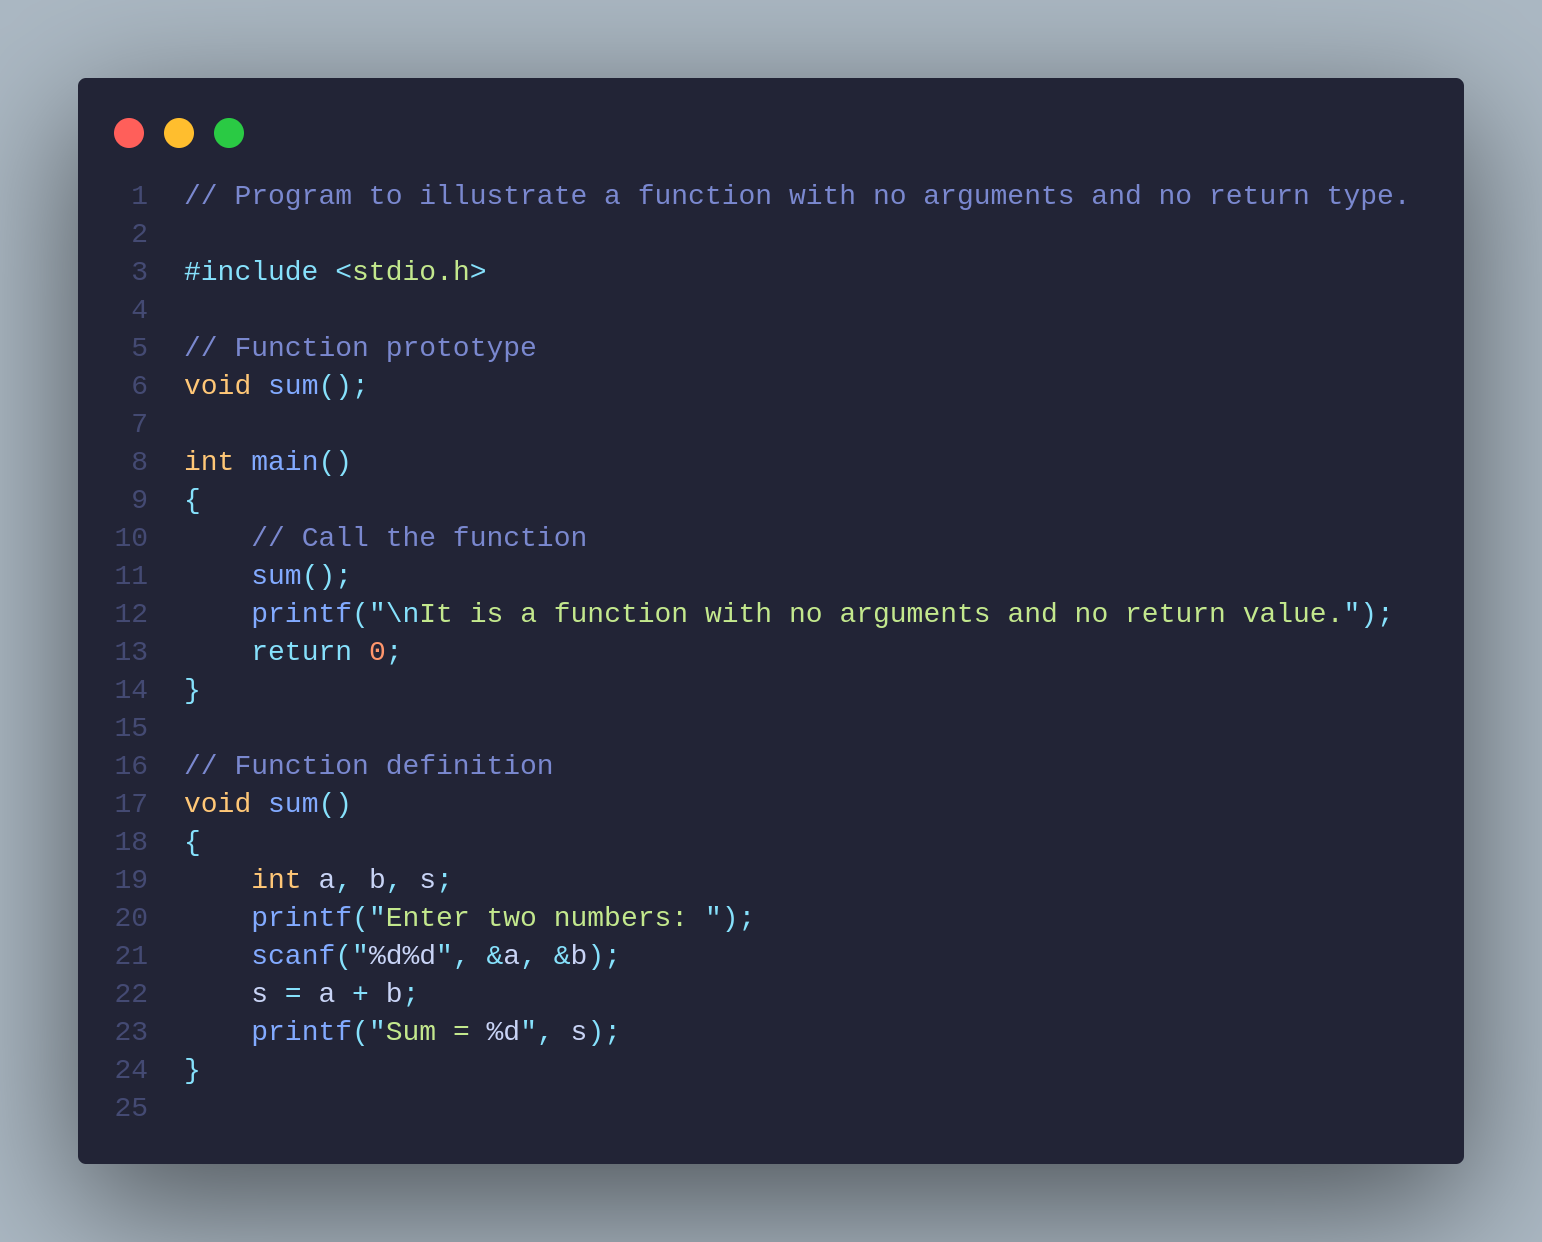 1 // Program to illustrate a function with no arguments and no return type.
2
3 #include <stdio.h>
4
5 // Function prototype
6 void sum();
7
8 int main()
9 {
10     // Call the function
11     sum();
12     printf("\nIt is a function with no arguments and no return value.");
13     return 0;
14 }
15
16 // Function definition
17 void sum()
18 {
19     int a, b, s;
20     printf("Enter two numbers: ");
21     scanf("%d%d", &a, &b);
22     s = a + b;
23     printf("Sum = %d", s);
24 }
25